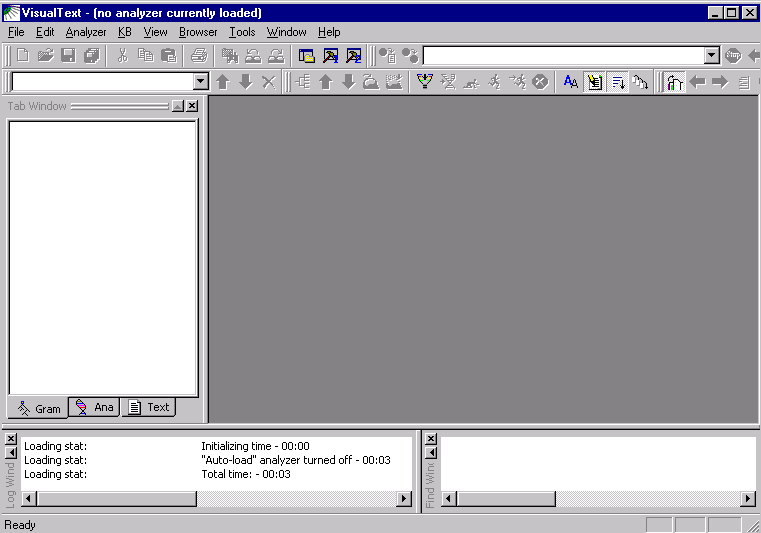 VisualText - (no analyzer currently loaded)
File Edit Analyzer KB View Browser Tools Window Help
Tab Window
Gram Ana Text
Log Wind
Loading stat: Initializing time - 00:00
Loading stat: "Auto-load" analyzer turned off - 00:03
Loading stat: Total time: - 00:03
Find Wind
Ready